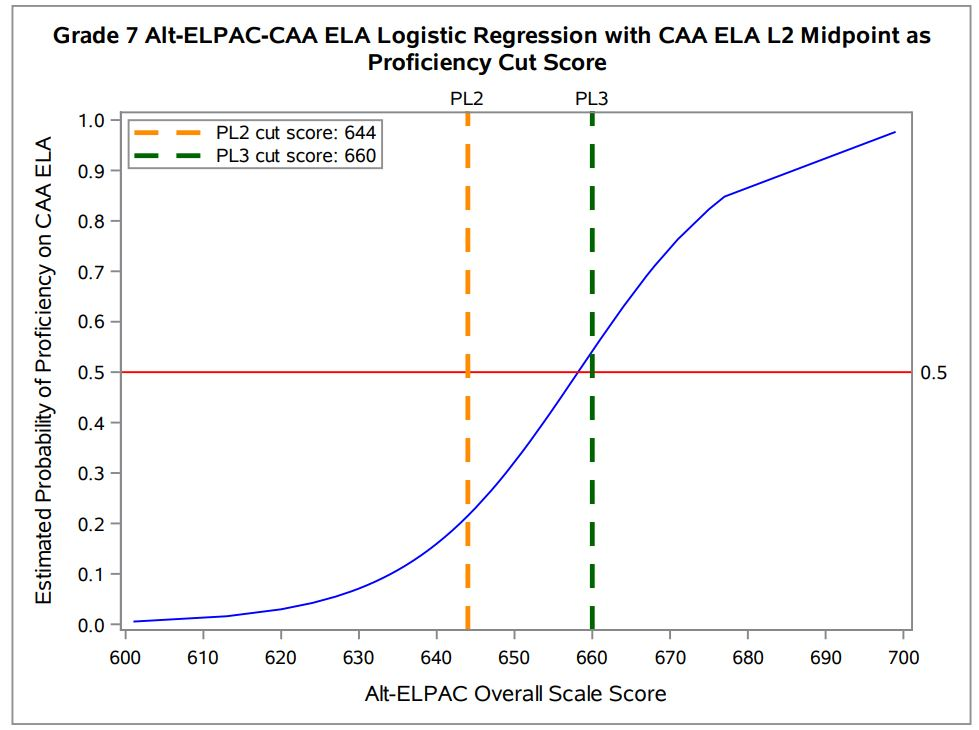 Grade 7 Alt-ELPAC-CAA ELA Logistic Regression with CAA ELA L2 Midpoint as
Proficiency Cut Score
PL2
PL3
PL2 cut score: 644
PL3 cut score: 660
Estimated Probability of Proficiency on CAA ELA
1.0
0.9
0.8
0.7
0.6
0.5
0.4
0.3
0.2
0.1
0.0
0.5
600
610
620
630
640
650
660
670
680
690
700
Alt-ELPAC Overall Scale Score